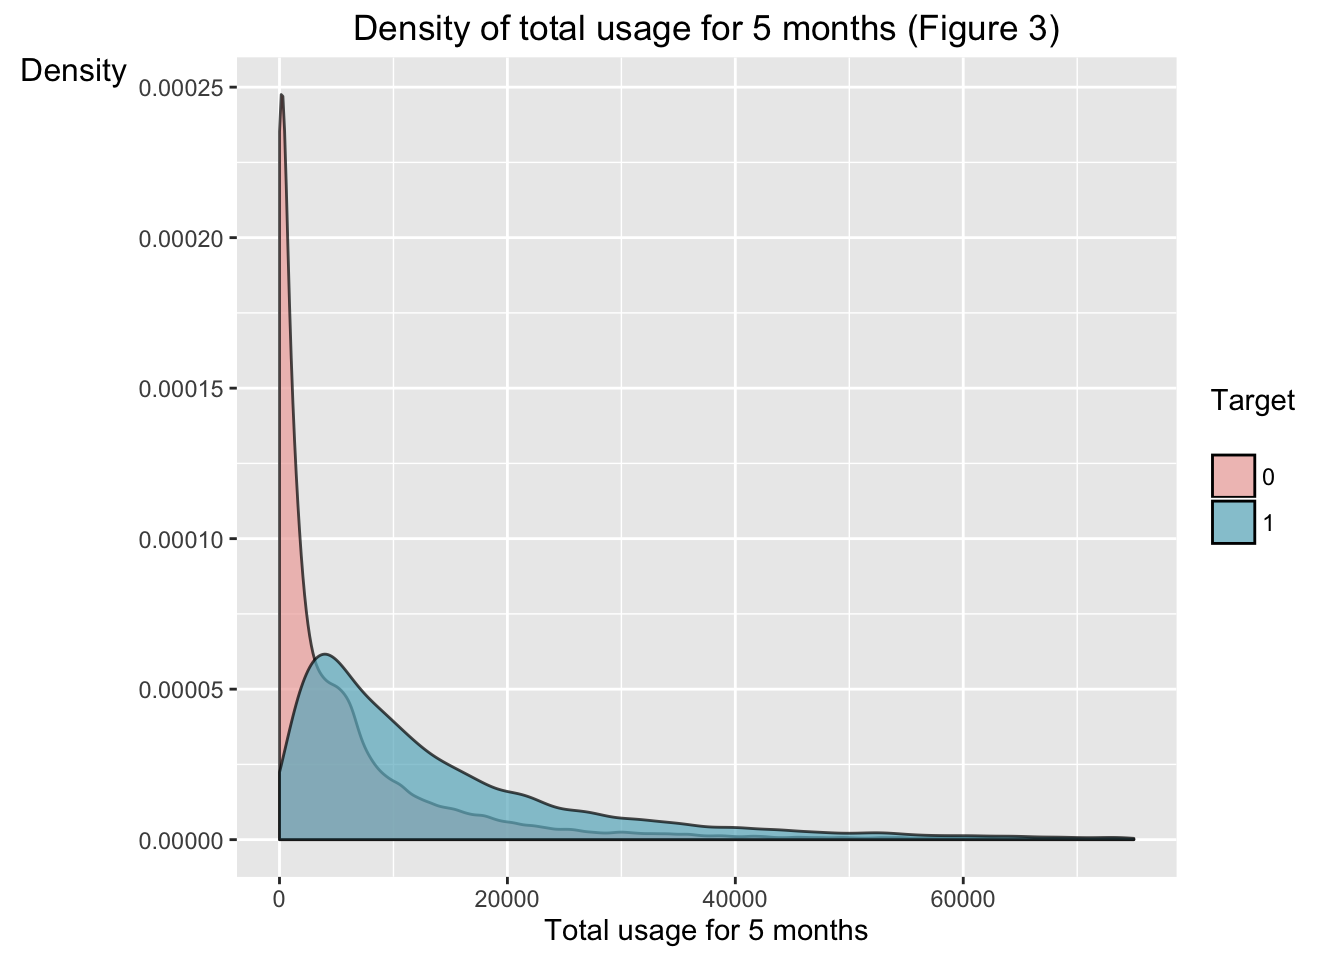 Density of total usage for 5 months (Figure 3)
Density
0.00025
0.00020
0.00015
0.00010
0.00005
0.00000
0 20000 40000 60000
Total usage for 5 months
Target
0
1